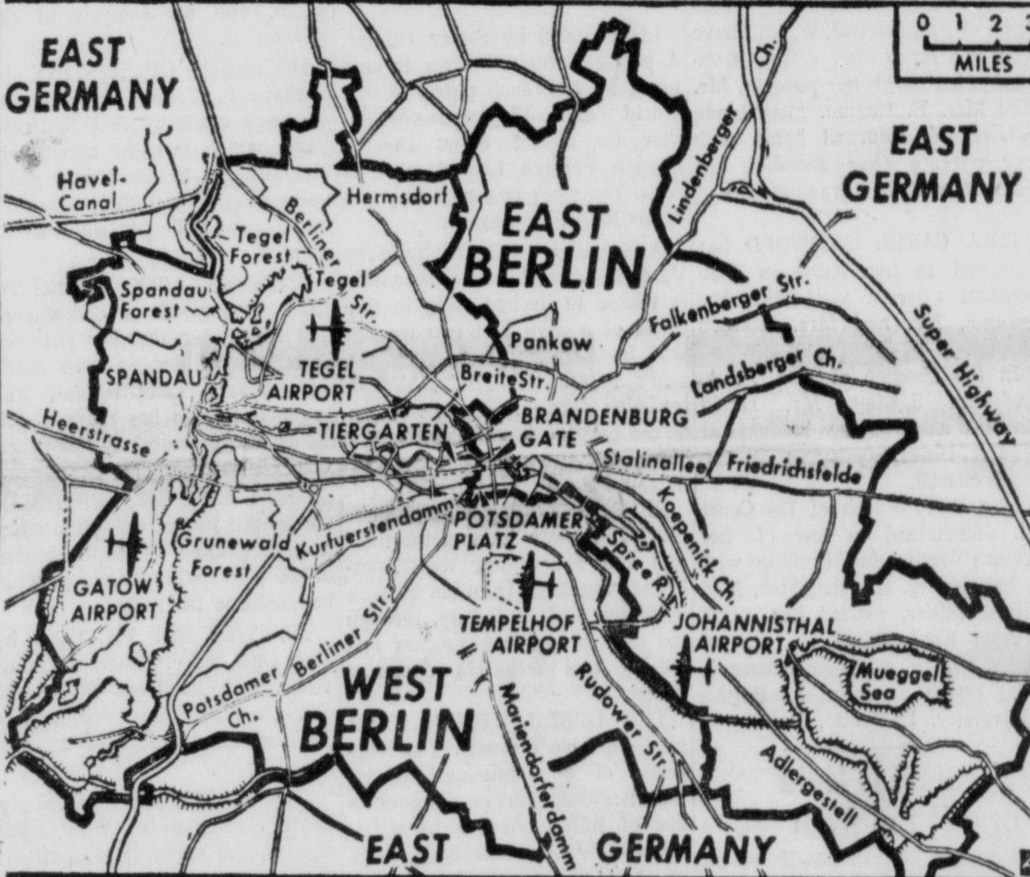 EAST
GERMANY
0 1 2 3
MILES
Ch.
Lindenberger
EAST
GERMANY
Havel-
Canal
Berliner
Str.
Hermsdorf
EAST
BERLIN
Tegel
Forest
Tegel
Spandau
Forest
Falkenberger Str.
Super Highway
SPANDAU
TEGEL
AIRPORT
Pankow
Breite Str.
Landsberger Ch.
Heerstrasse
TIERGARTEN
BRANDENBURG
GATE
Stalinallee
Friedrichsfelde
Grunewald
Forest
Kurfuerstendamm
POTSDAMER
PLATZ
Spree R.
Koepenick Ch.
GATOW
AIRPORT
TEMPELHOF
AIRPORT
JOHANNISTHAL
AIRPORT
Mueggel
Sea
Potsdamer
Ch.
Berliner Str.
WEST
BERLIN
Mariendorferdamm
Rudower Str.
Adlergestell
EAST
GERMANY